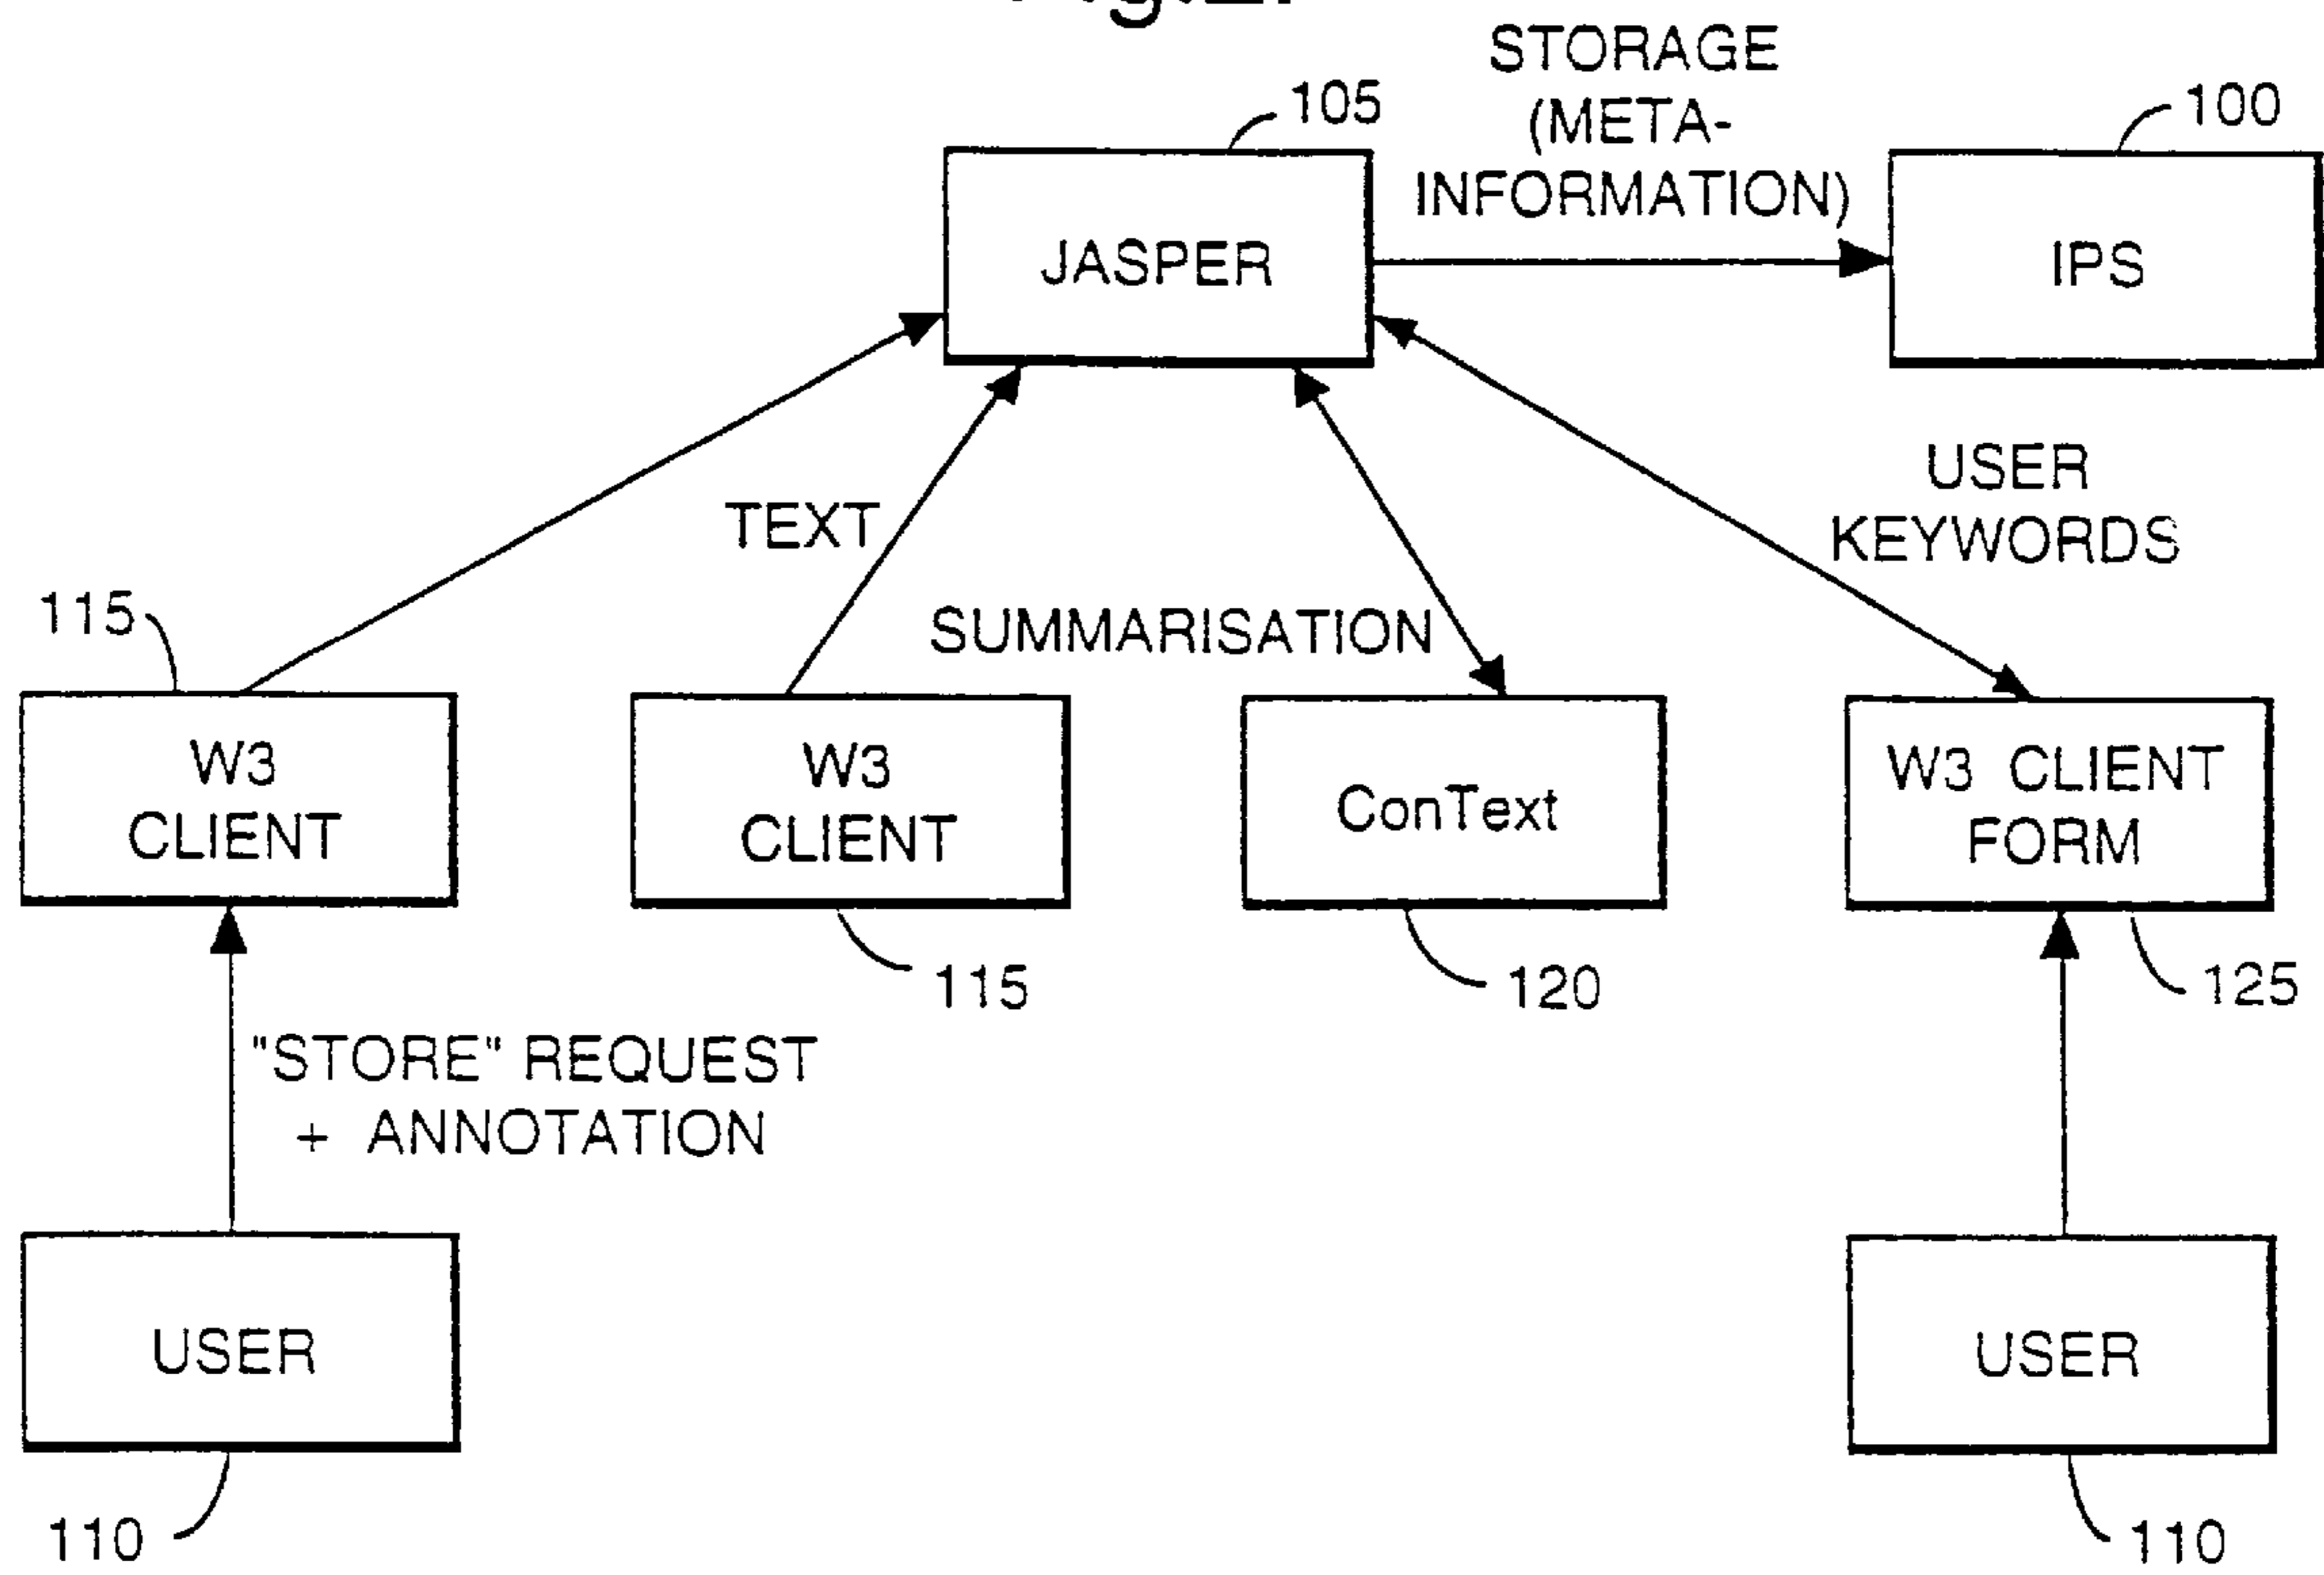 STORAGE
(META-
INFORMATION)
105
100
JASPER
IPS
USER
KEYWORDS
TEXT
SUMMARISATION
115
W3
CLIENT
W3
CLIENT
ConText
W3 CLIENT
FORM
115
120
125
"STORE" REQUEST
+ ANNOTATION
USER
USER
110
110